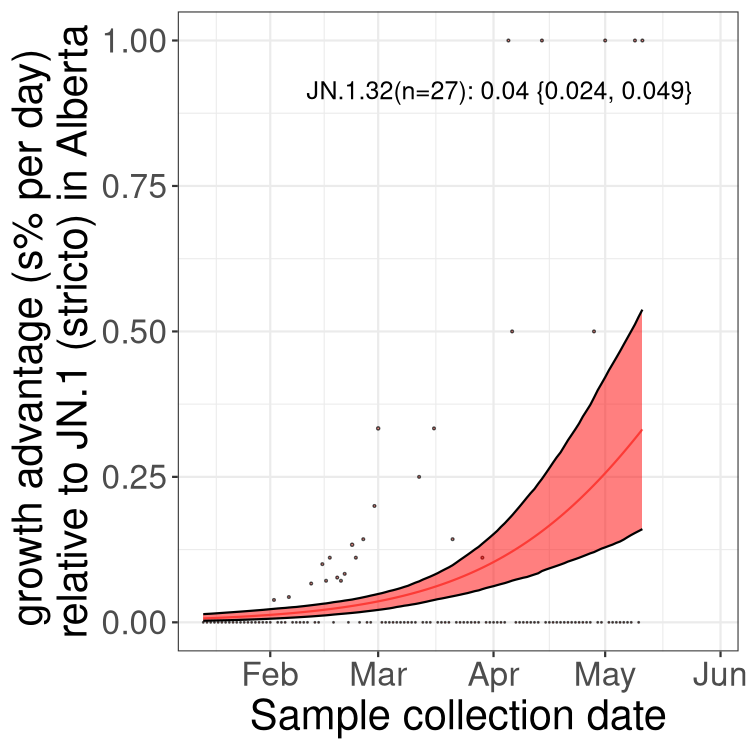 growth advantage (s% per day)
relative to JN.1 (stricto) in Alberta
1.00
0.75
0.50
0.25
0.00
JN.1.32(n=27): 0.04 {0.024, 0.049}
Feb Mar Apr May Jun
Sample collection date